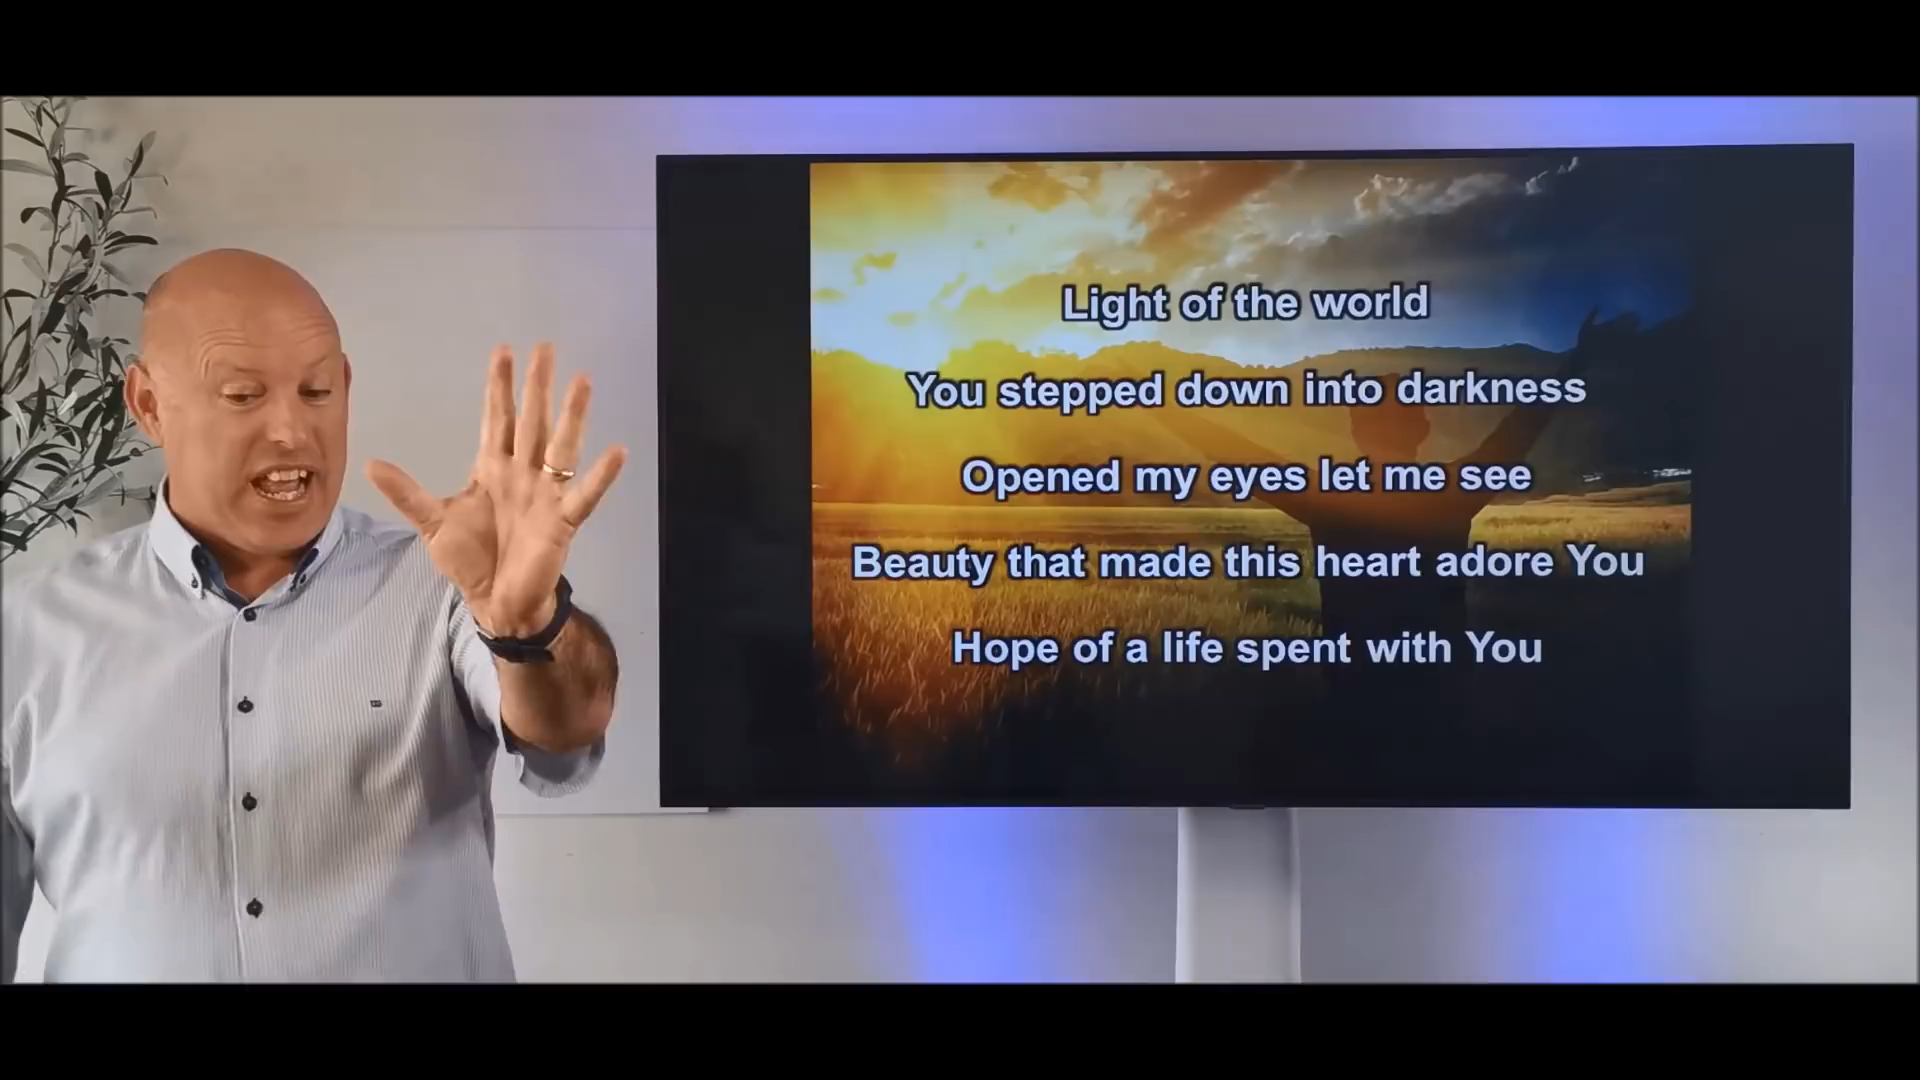 Light of the world
You stepped down into darkness
Opened my eyes let me see
Beauty that made this heart adore You
Hope of a life spent with You